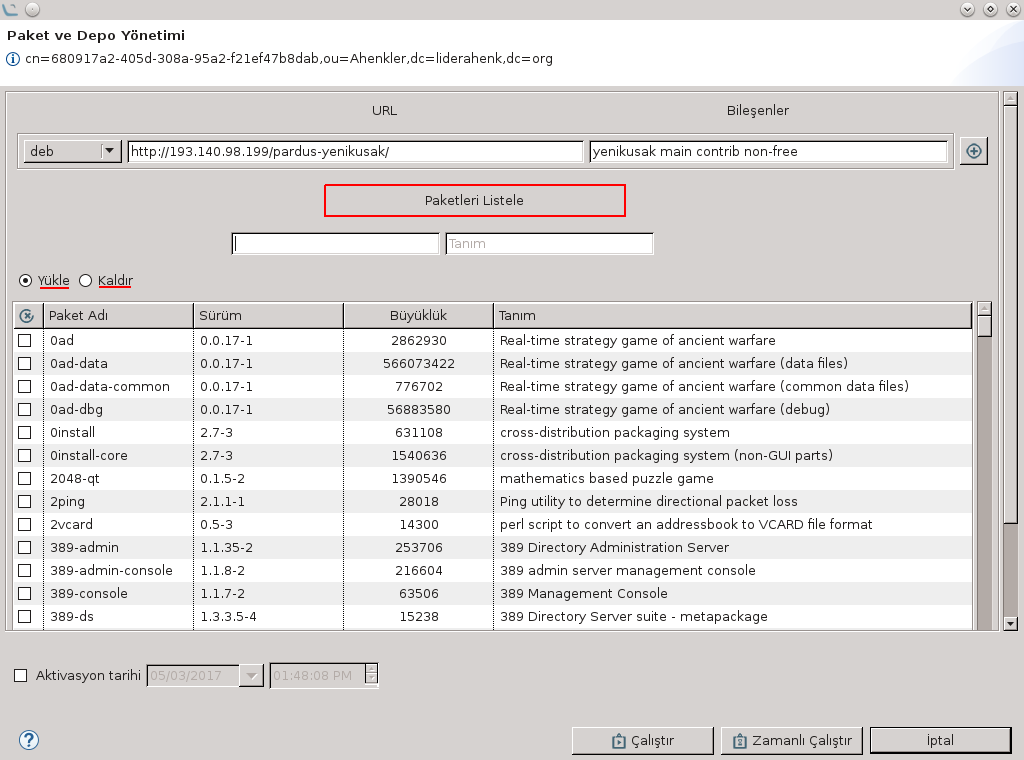 Paket ve Depo Yönetimi
cn=680917a2-405d-308a-95a2-f21ef47b8dab,ou=Ahenkler,dc=liderahenk,dc=org
URL Bileşenler
deb http://193.140.98.199/pardus-yenikusak/ yenikusak main contrib non-free
Paketleri Listele
Tanım
Yükle Kaldır
Paket Adı Sürüm Büyüklük Tanım
0ad 0.0.17-1 2862930 Real-time strategy game of ancient warfare
0ad-data 0.0.17-1 566073422 Real-time strategy game of ancient warfare (data files)
0ad-data-common 0.0.17-1 776702 Real-time strategy game of ancient warfare (common data files)
0ad-dbg 0.0.17-1 56883580 Real-time strategy game of ancient warfare (debug)
0install 2.7-3 631108 cross-distribution packaging system
0install-core 2.7-3 1540636 cross-distribution packaging system (non-GUI parts)
2048-qt 0.1.5-2 1390546 mathematics based puzzle game
2ping 2.1.1-1 28018 Ping utility to determine directional packet loss
2vcard 0.5-3 14300 perl script to convert an addressbook to VCARD file format
389-admin 1.1.35-2 253706 389 Directory Administration Server
389-admin-console 1.1.8-2 216604 389 admin server management console
389-console 1.1.7-2 63506 389 Management Console
389-ds 1.3.3.5-4 15238 389 Directory Server suite - metapackage
Aktivasyon tarihi 05/03/2017 01:48:08 PM
Çalıştır Zamanlı Çalıştır İptal